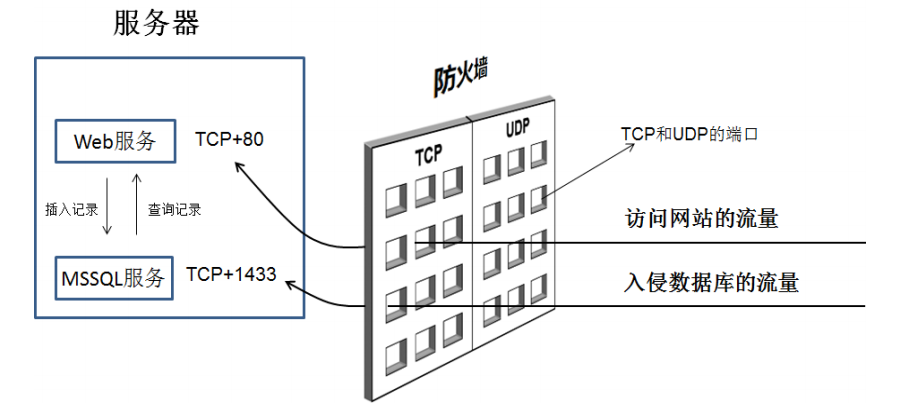 服务器
防火墙
Web服务
TCP+80
TCP
UDP
TCP和UDP的端口
插入记录
查询记录
访问网站的流量
MSSQL服务
TCP+1433
入侵数据库的流量